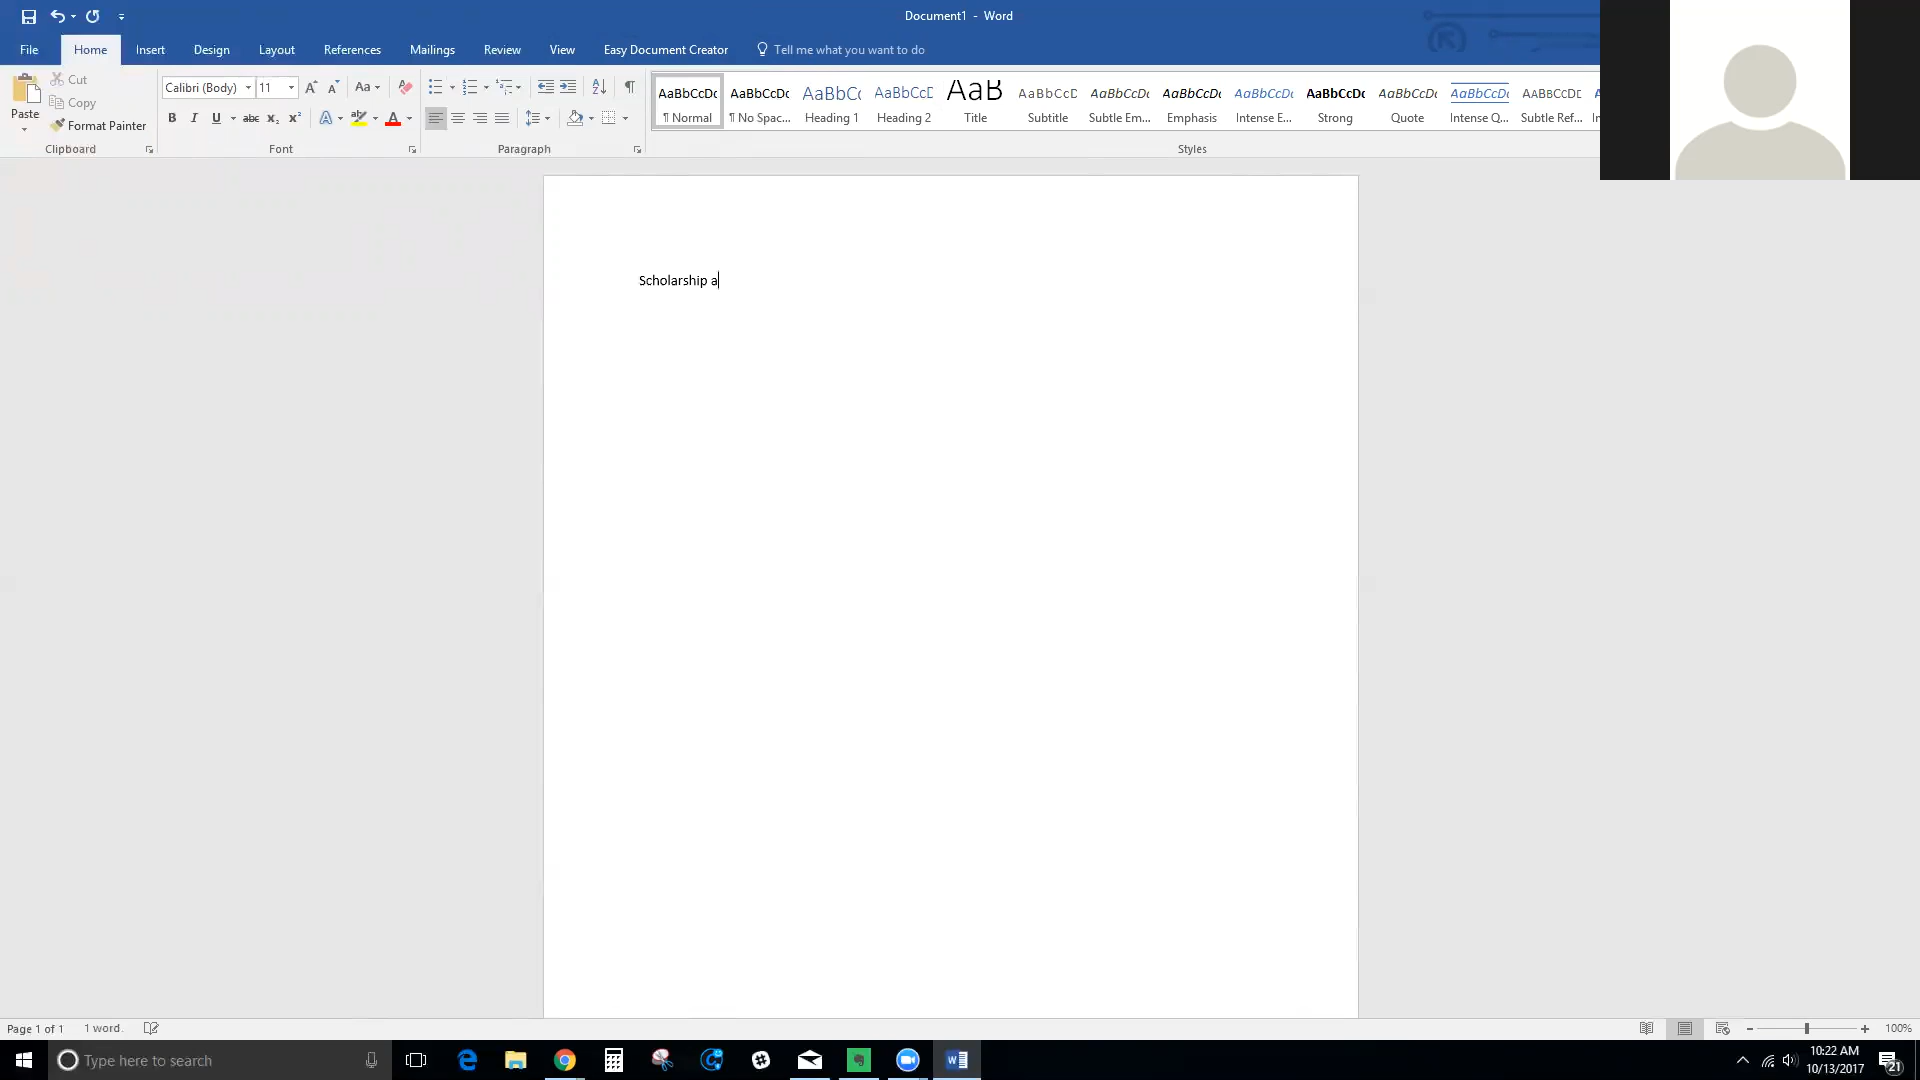 Document1 - Word
File Home Insert Design Layout References Mailings Review View Easy Document Creator Tell me what you want to do
Paste
Cut
Copy
Format Painter
Clipboard
Calibri (Body) 11
Font
Paragraph
AaBbCcDc AaBbCcDc AaBbC( AaBbCcD AaB AaBbCcD AaBbCcDc AaBbCcDc AaBbCcDc AaBbCcDc AaBbCcDc AaBbCcDc AaBbCcDd
¶ Normal ¶ No Spac... Heading 1 Heading 2 Title Subtitle Subtle Em... Emphasis Intense E... Strong Quote Intense Q... Subtle Ref...
Styles
Scholarship a
Page 1 of 1 1 word 100%
Type here to search
10:22 AM
10/13/2017
21